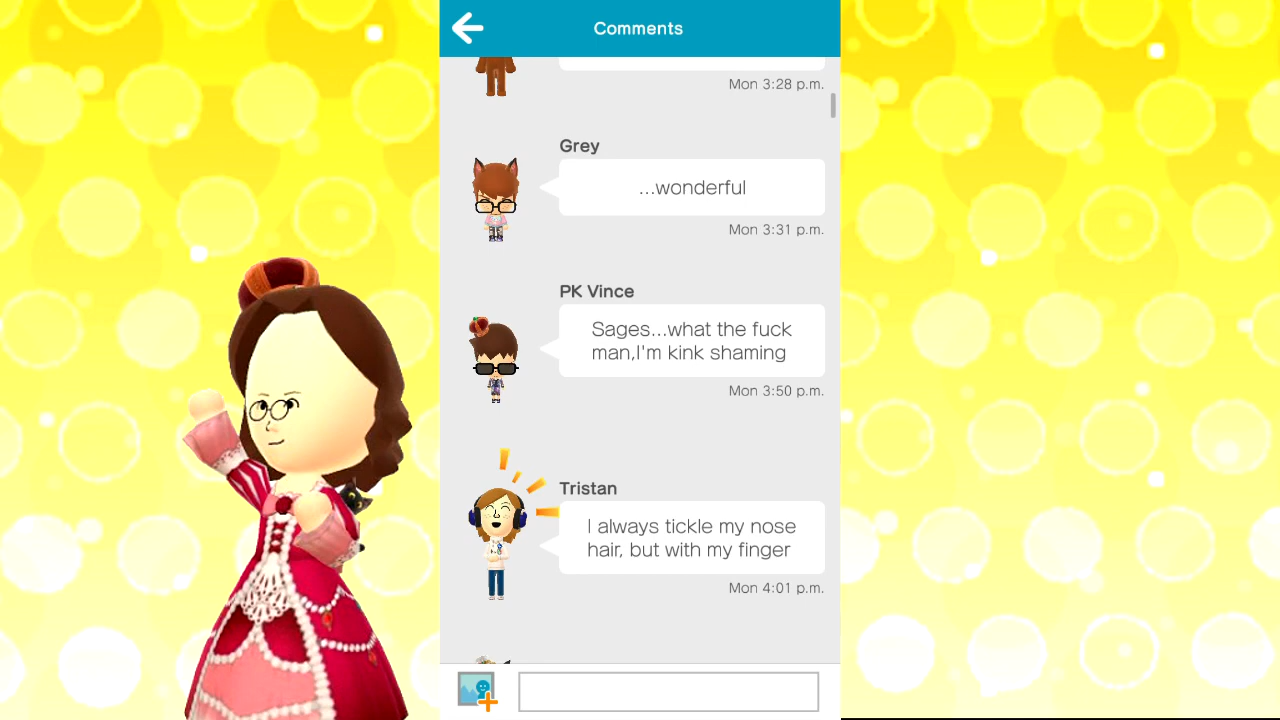 Comments
Mon 3:28 p.m.
Grey
...wonderful
Mon 3:31 p.m.
PK Vince
Sages...what the fuck
man,I'm kink shaming
Mon 3:50 p.m.
Tristan
I always tickle my nose
hair, but with my finger
Mon 4:01 p.m.